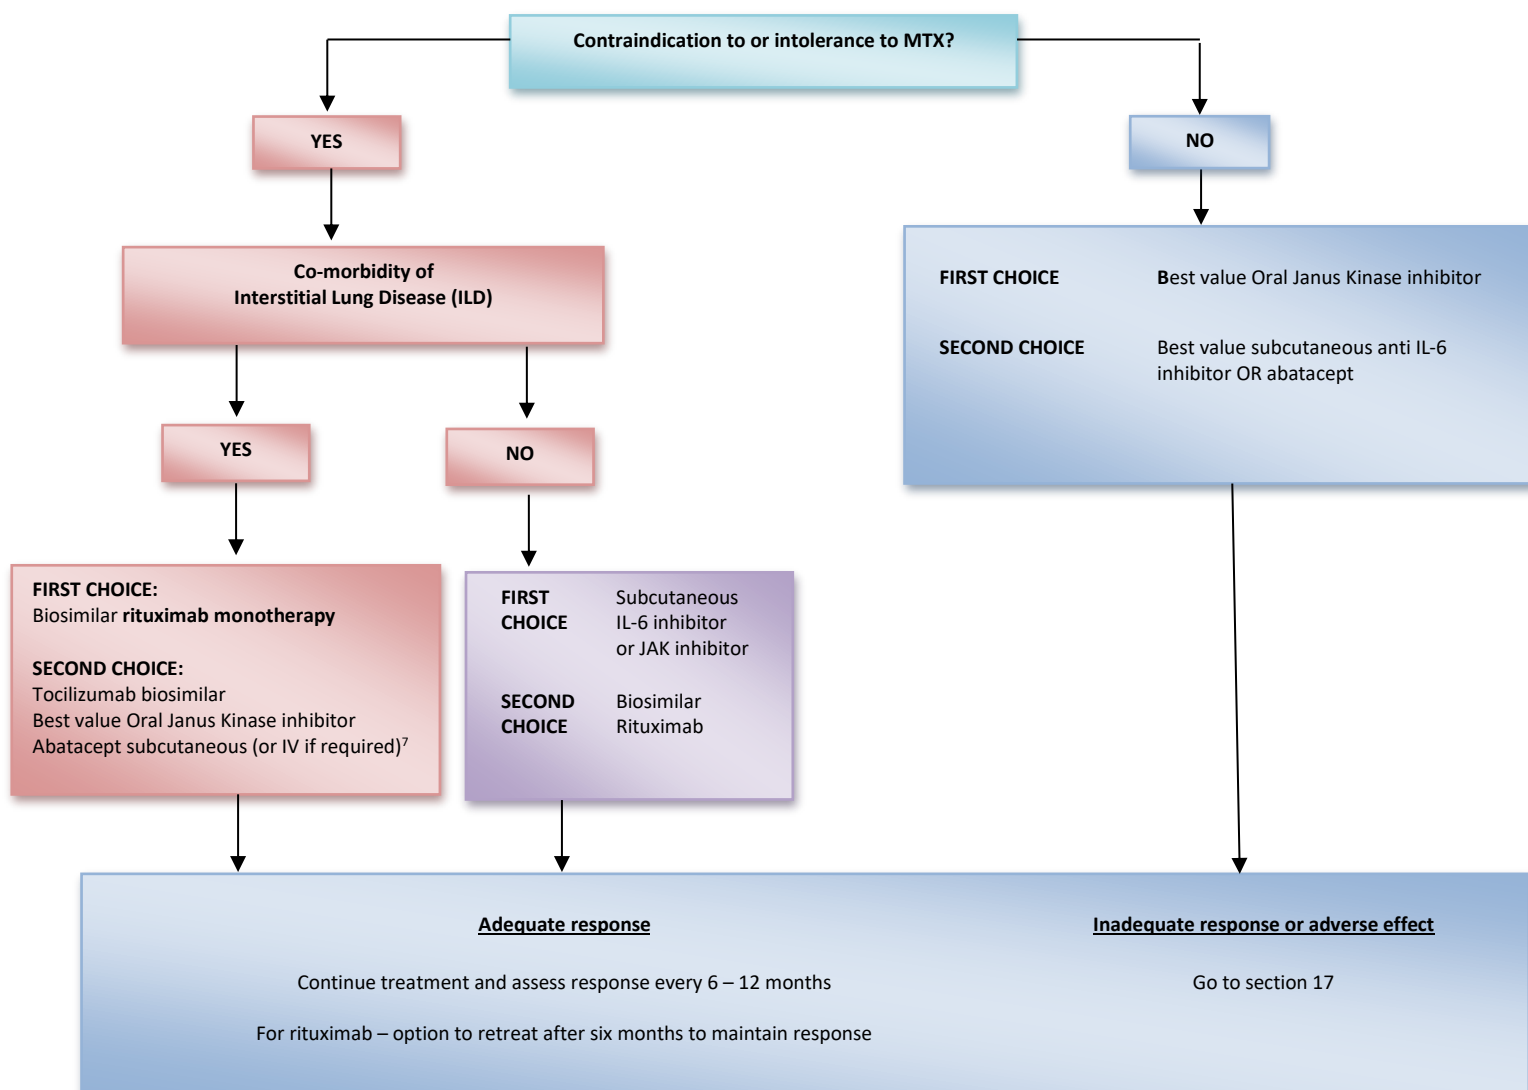 Contraindication to or intolerance to MTX?
YES
NO
Co-morbidity of
Interstitial Lung Disease (ILD)
FIRST CHOICE Best value Oral Janus Kinase inhibitor
SECOND CHOICE Best value subcutaneous anti IL-6
inhibitor OR abatacept
YES
NO
FIRST CHOICE:
Biosimilar rituximab monotherapy
SECOND CHOICE:
Tocilizumab biosimilar
Best value Oral Janus Kinase inhibitor
Abatacept subcutaneous (or IV if required)⁷
FIRST Subcutaneous
CHOICE IL-6 inhibitor
or JAK inhibitor
SECOND Biosimilar
CHOICE Rituximab
Adequate response
Continue treatment and assess response every 6 – 12 months
For rituximab – option to retreat after six months to maintain response
Inadequate response or adverse effect
Go to section 17